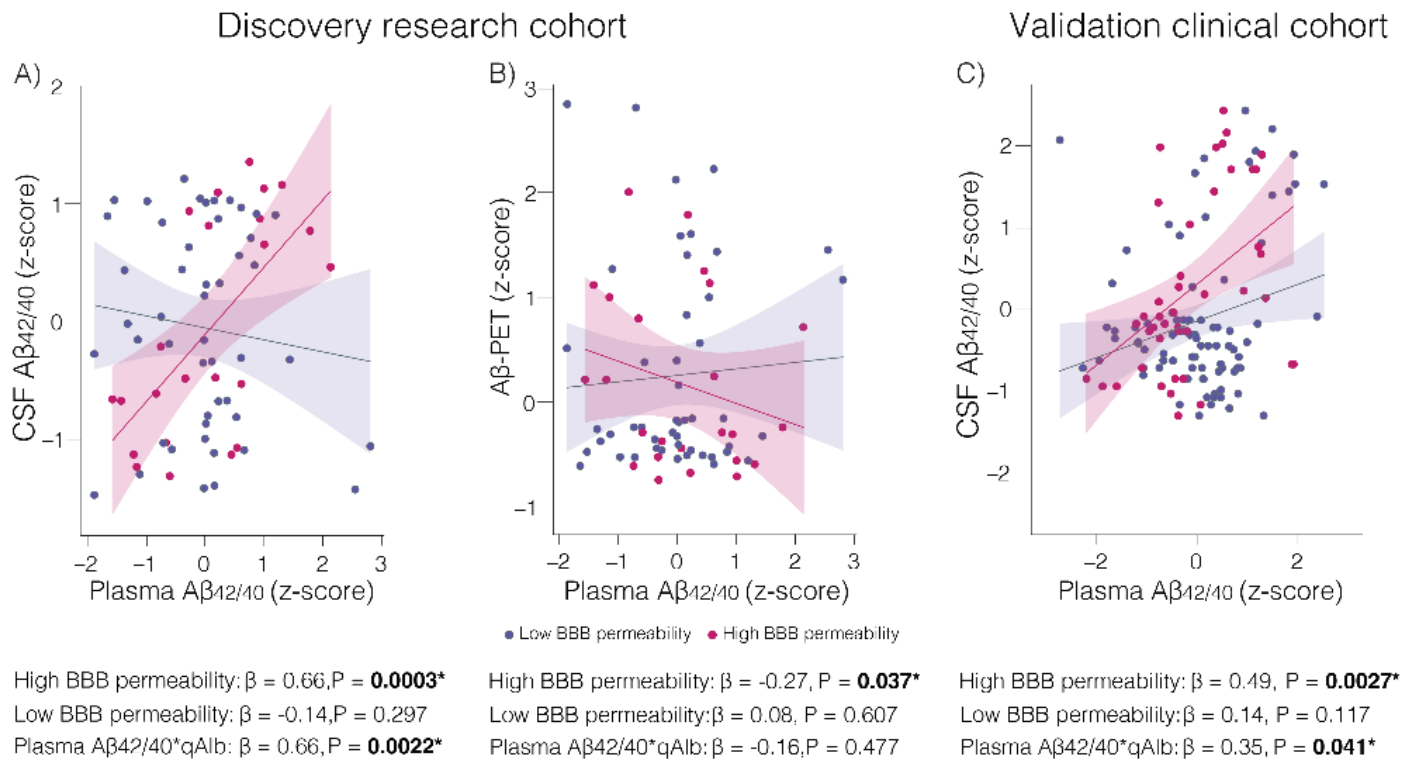 Discovery research cohort
Validation clinical cohort
A)
CSF Aβ42/40 (z-score)
2
1
0
−1
−2 −1 0 1 2 3
Plasma Aβ42/40 (z-score)
B)
Aβ-PET (z-score)
3
2
1
0
−1
−2 −1 0 1 2 3
Plasma Aβ42/40 (z-score)
C)
CSF Aβ42/40 (z-score)
2
1
0
−1
−2
−2 0 2
Plasma Aβ42/40 (z-score)
Low BBB permeability High BBB permeability
High BBB permeability: β = 0.66,P = 0.0003*
Low BBB permeability: β = -0.14,P = 0.297
Plasma Aβ42/40*qAlb: β = 0.66, P = 0.0022*
High BBB permeability: β = -0.27, P = 0.037*
Low BBB permeability: β = 0.08, P = 0.607
Plasma Aβ42/40*qAlb: β = -0.16,P = 0.477
High BBB permeability: β = 0.49, P = 0.0027*
Low BBB permeability:β = 0.14, P = 0.117
Plasma Aβ42/40*qAlb: β = 0.35, P = 0.041*